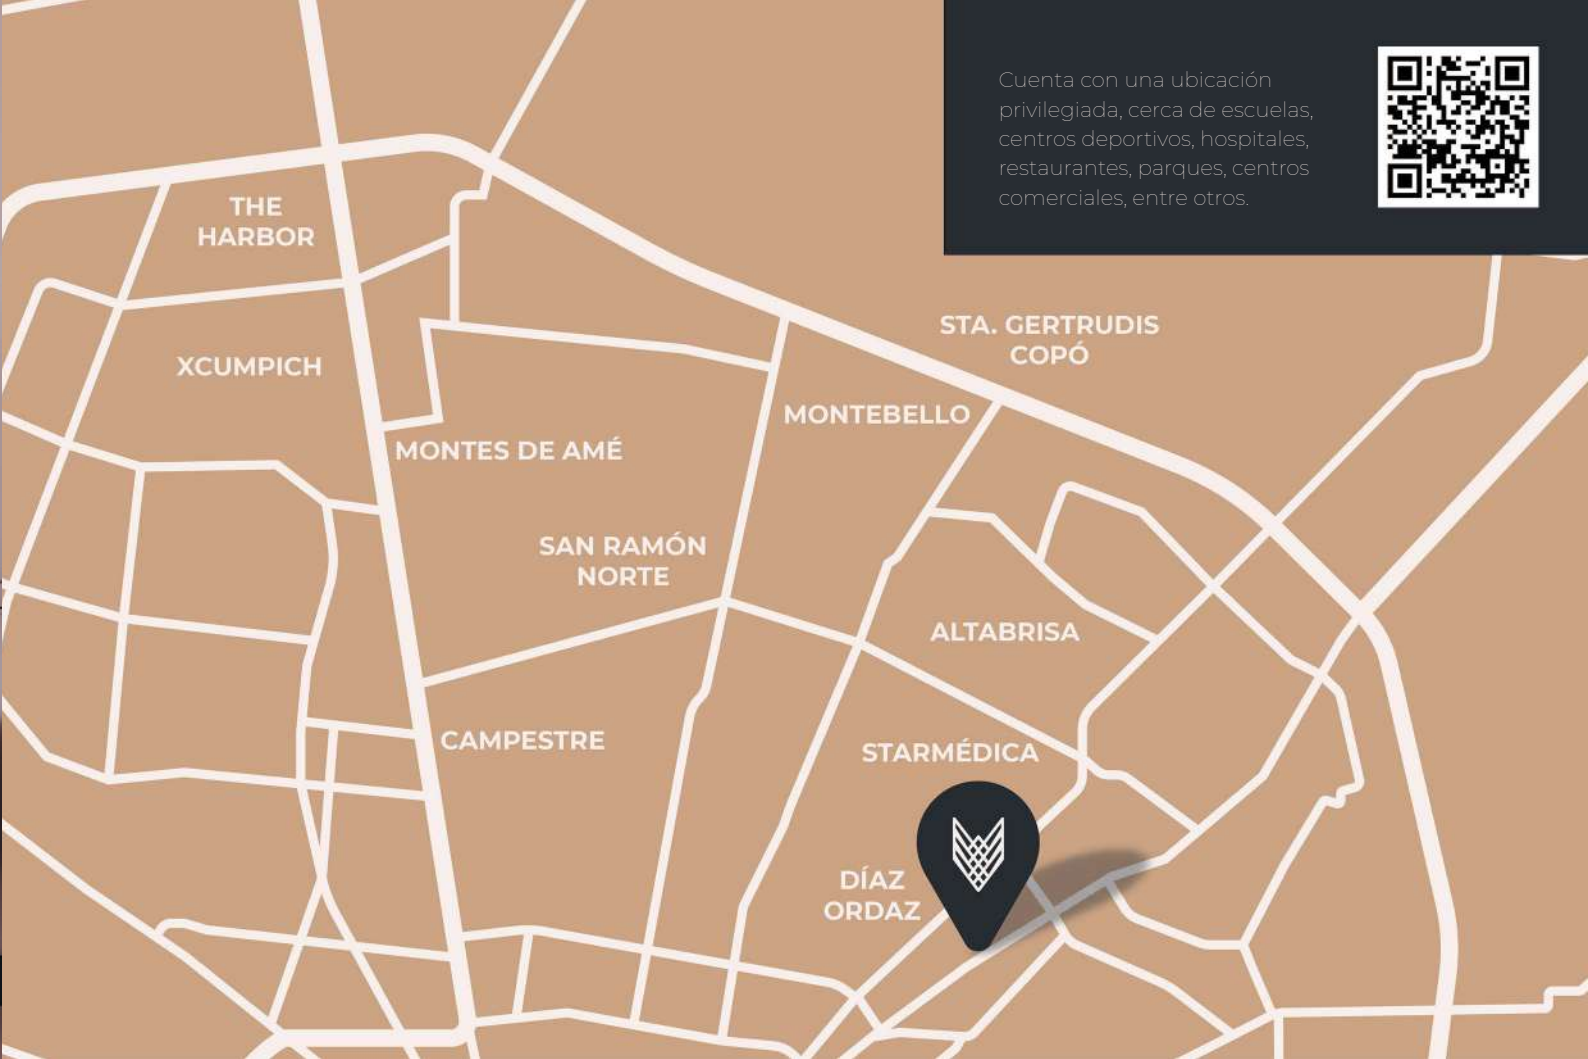 Cuenta con una ubicación
privilegiada, cerca de escuelas,
centros deportivos, hospitales,
restaurantes, parques, centros
comerciales, entre otros.
THE
HARBOR
XCUMPICH
STA. GERTRUDIS
COPÓ
MONTEBELLO
MONTES DE AMÉ
SAN RAMÓN
NORTE
ALTABRISA
CAMPESTRE
STARMÉDICA
DÍAZ
ORDAZ